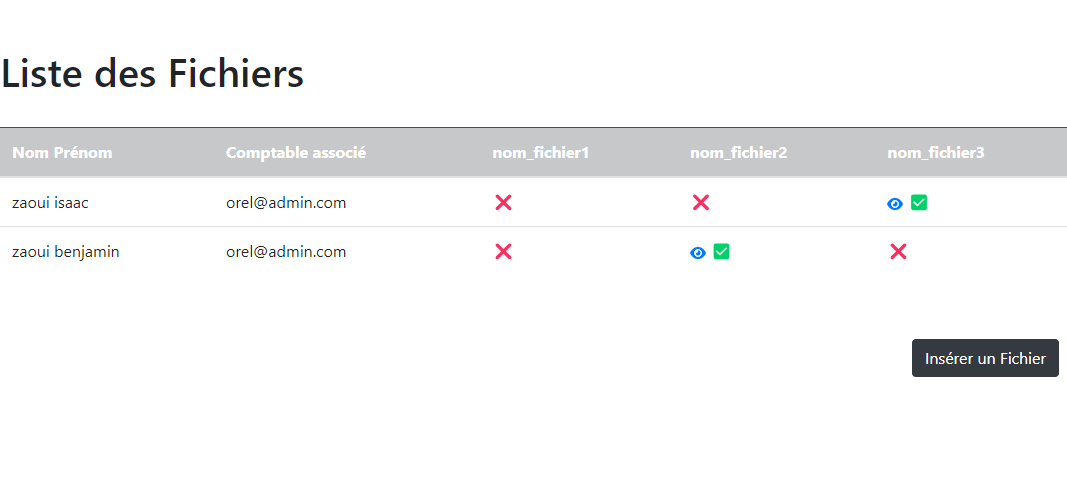 Liste des Fichiers
Nom Prénom Comptable associé nom_fichier1 nom_fichier2 nom_fichier3
zaoui isaac orel@admin.com
zaoui benjamin orel@admin.com
Insérer un Fichier